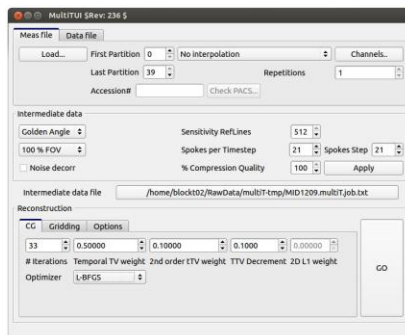 MultiTUI $Rev: 236 $
Meas file Data file
Load... First Partition 0 No interpolation Channels..
Last Partition 39 Repetitions 1
Accession# Check PACS...
Intermediate data
Golden Angle Sensitivity RefLines 512
100 % FOV Spokes per Timestep 21 Spokes Step 21
Noise decorr % Compression Quality 100 Apply
Intermediate data file /home/blockt02/RawData/multiT-tmp/MID1209.multiT.job.txt
Reconstruction
CG Gridding Options
33 0.50000 0.10000 0.1000 0.00000
# Iterations Temporal TV weight 2nd order tTV weight TTV Decrement 2D L1 weight
Optimizer L-BFGS
GO